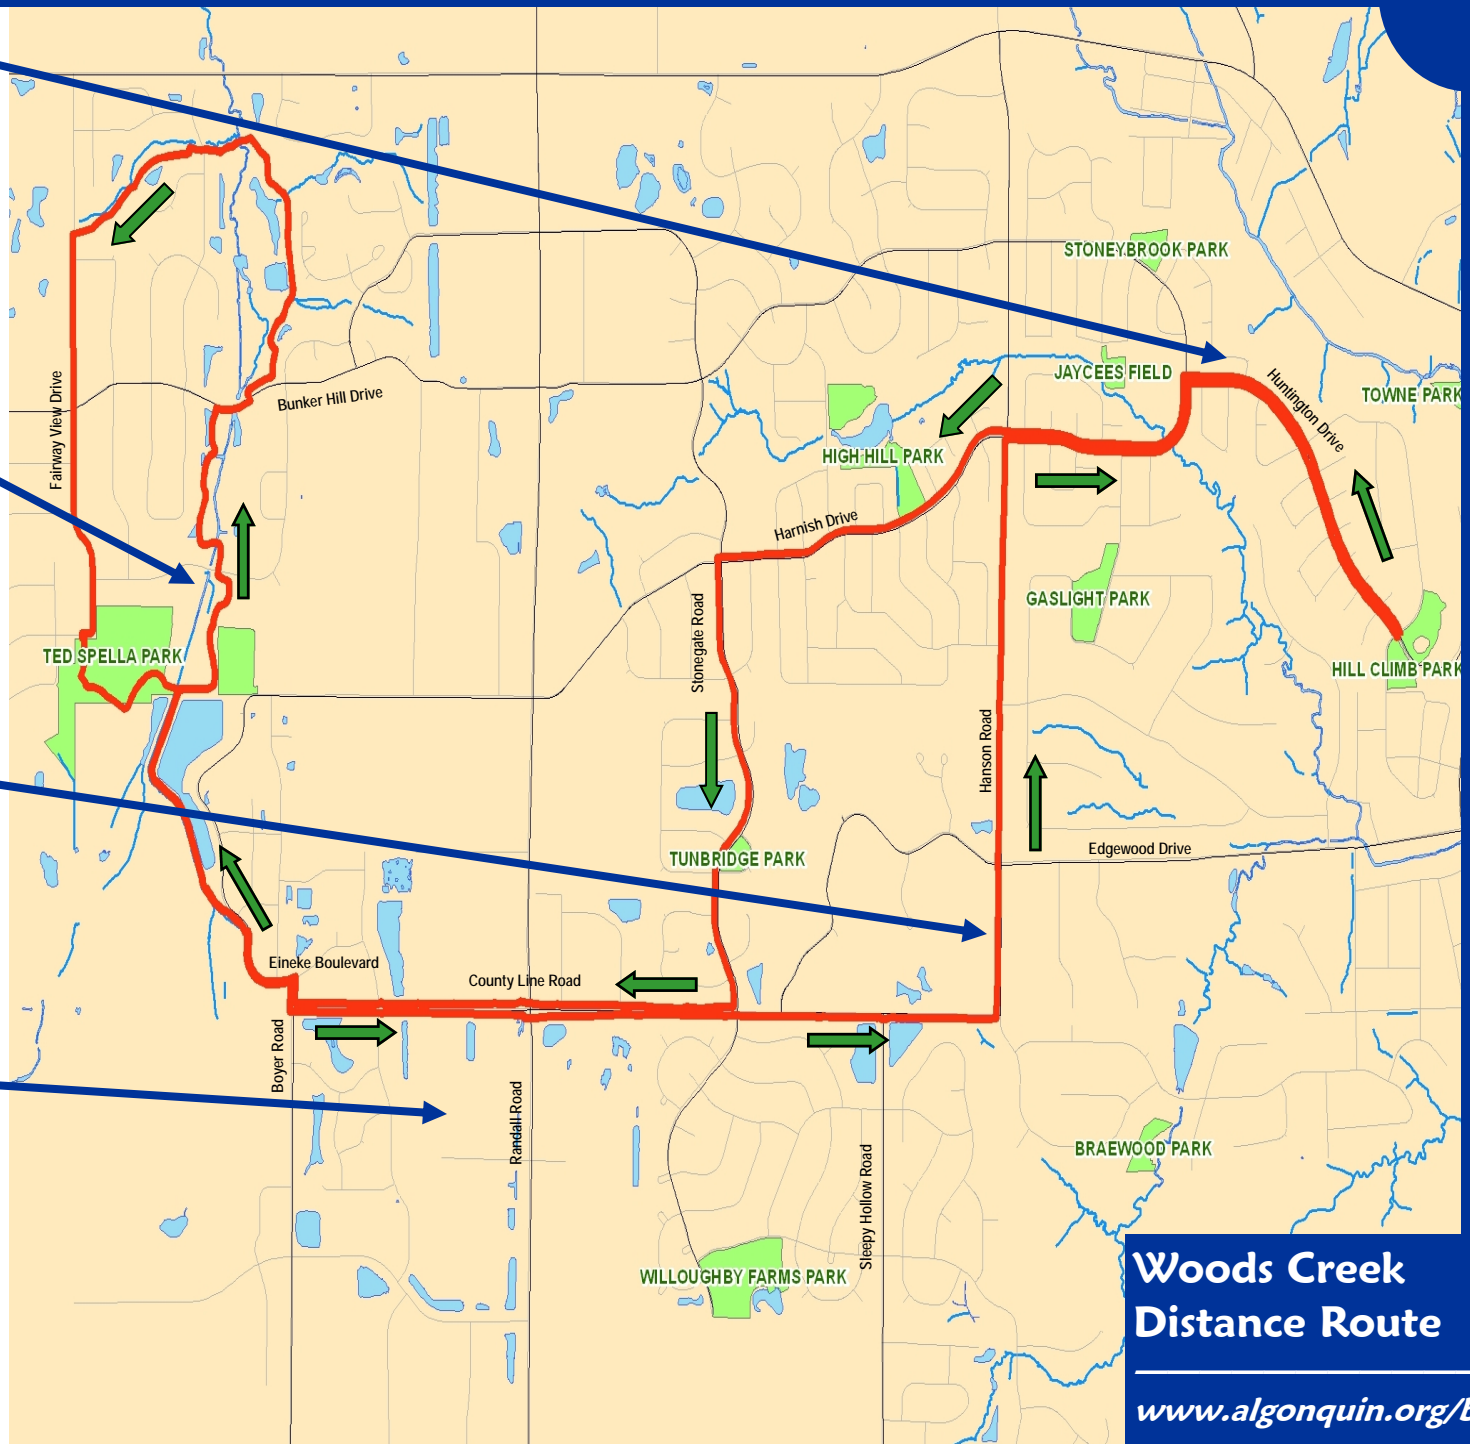 STONEYBROOK PARK
JAYCEES FIELD
Huntington Drive
TOWNE PARK
Fairway View Drive
Bunker Hill Drive
HIGH HILL PARK
Harnish Drive
GASLIGHT PARK
Stonegate Road
TED SPELLA PARK
HILL CLIMB PARK
Hanson Road
TUNBRIDGE PARK
Edgewood Drive
Eineke Boulevard
County Line Road
Boyer Road
Randall Road
BRAEWOOD PARK
Sleepy Hollow Road
WILLOUGHBY FARMS PARK
Woods Creek
Distance Route
www.algonquin.org/